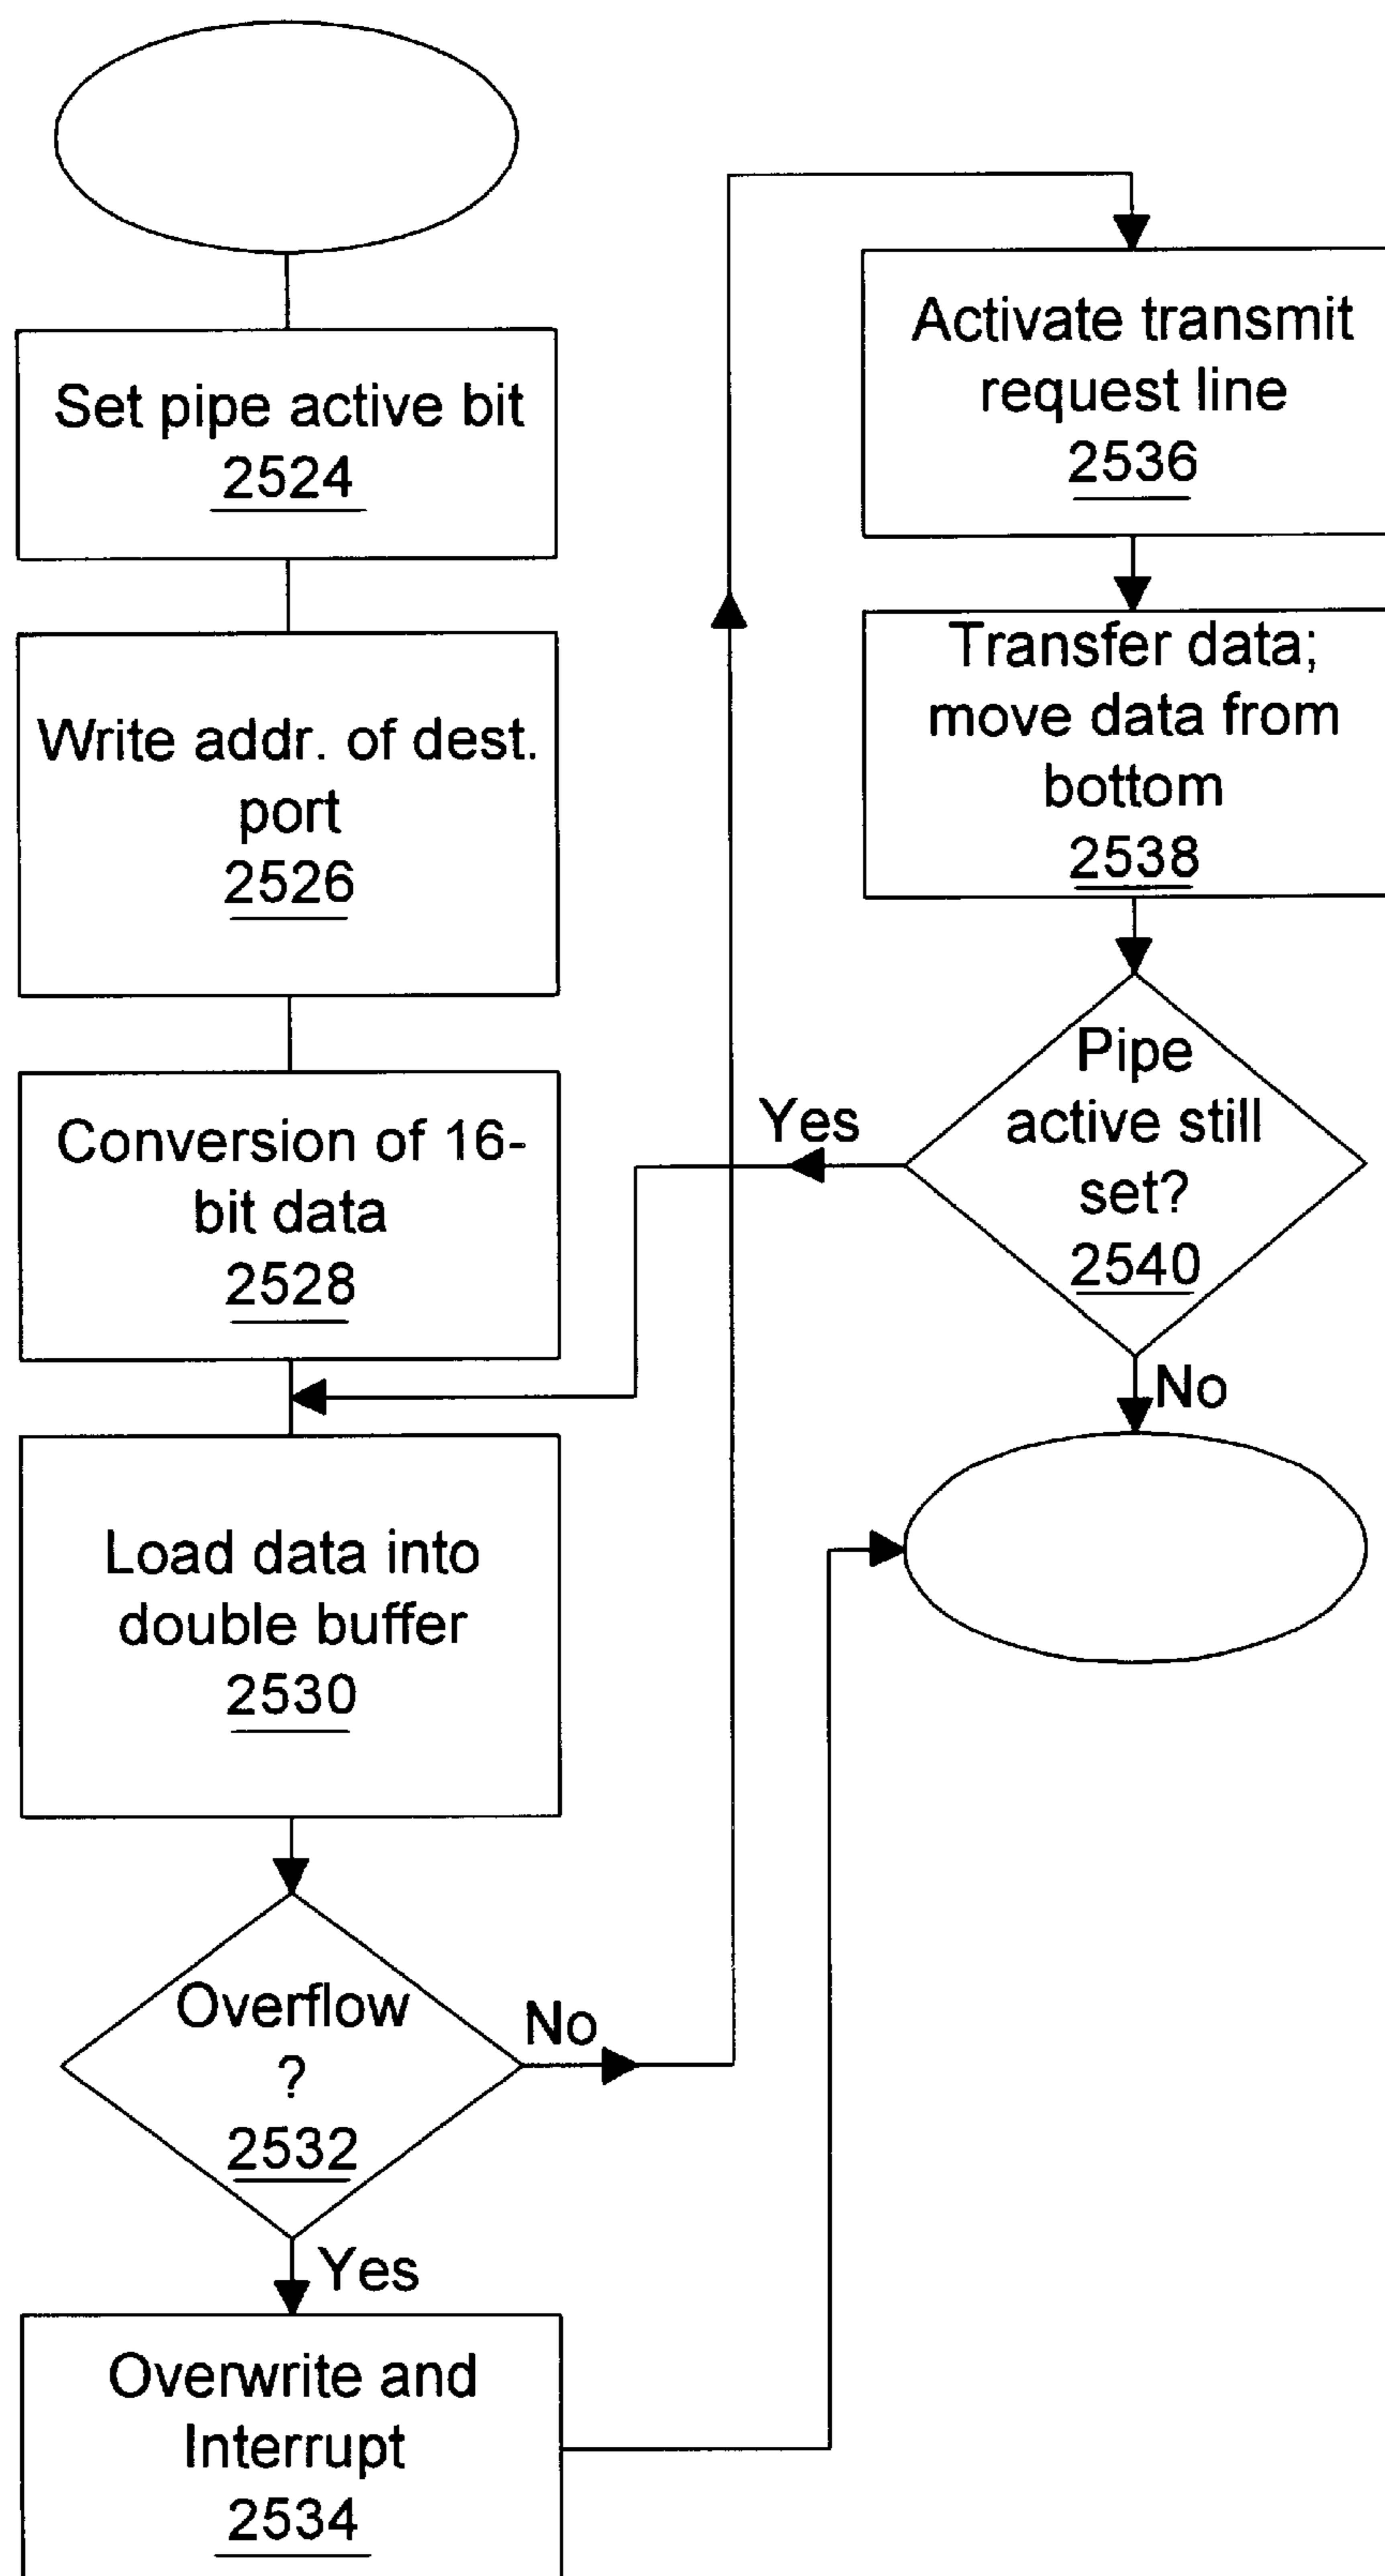 Set pipe active bit
2524
Write addr. of dest.
port
2526
Conversion of 16-
bit data
2528
Load data into
double buffer
2530
Overflow
?
2532
No
Yes
Overwrite and
Interrupt
2534
Activate transmit
request line
2536
Transfer data;
move data from
bottom
2538
Pipe
active still
set?
2540
Yes
No